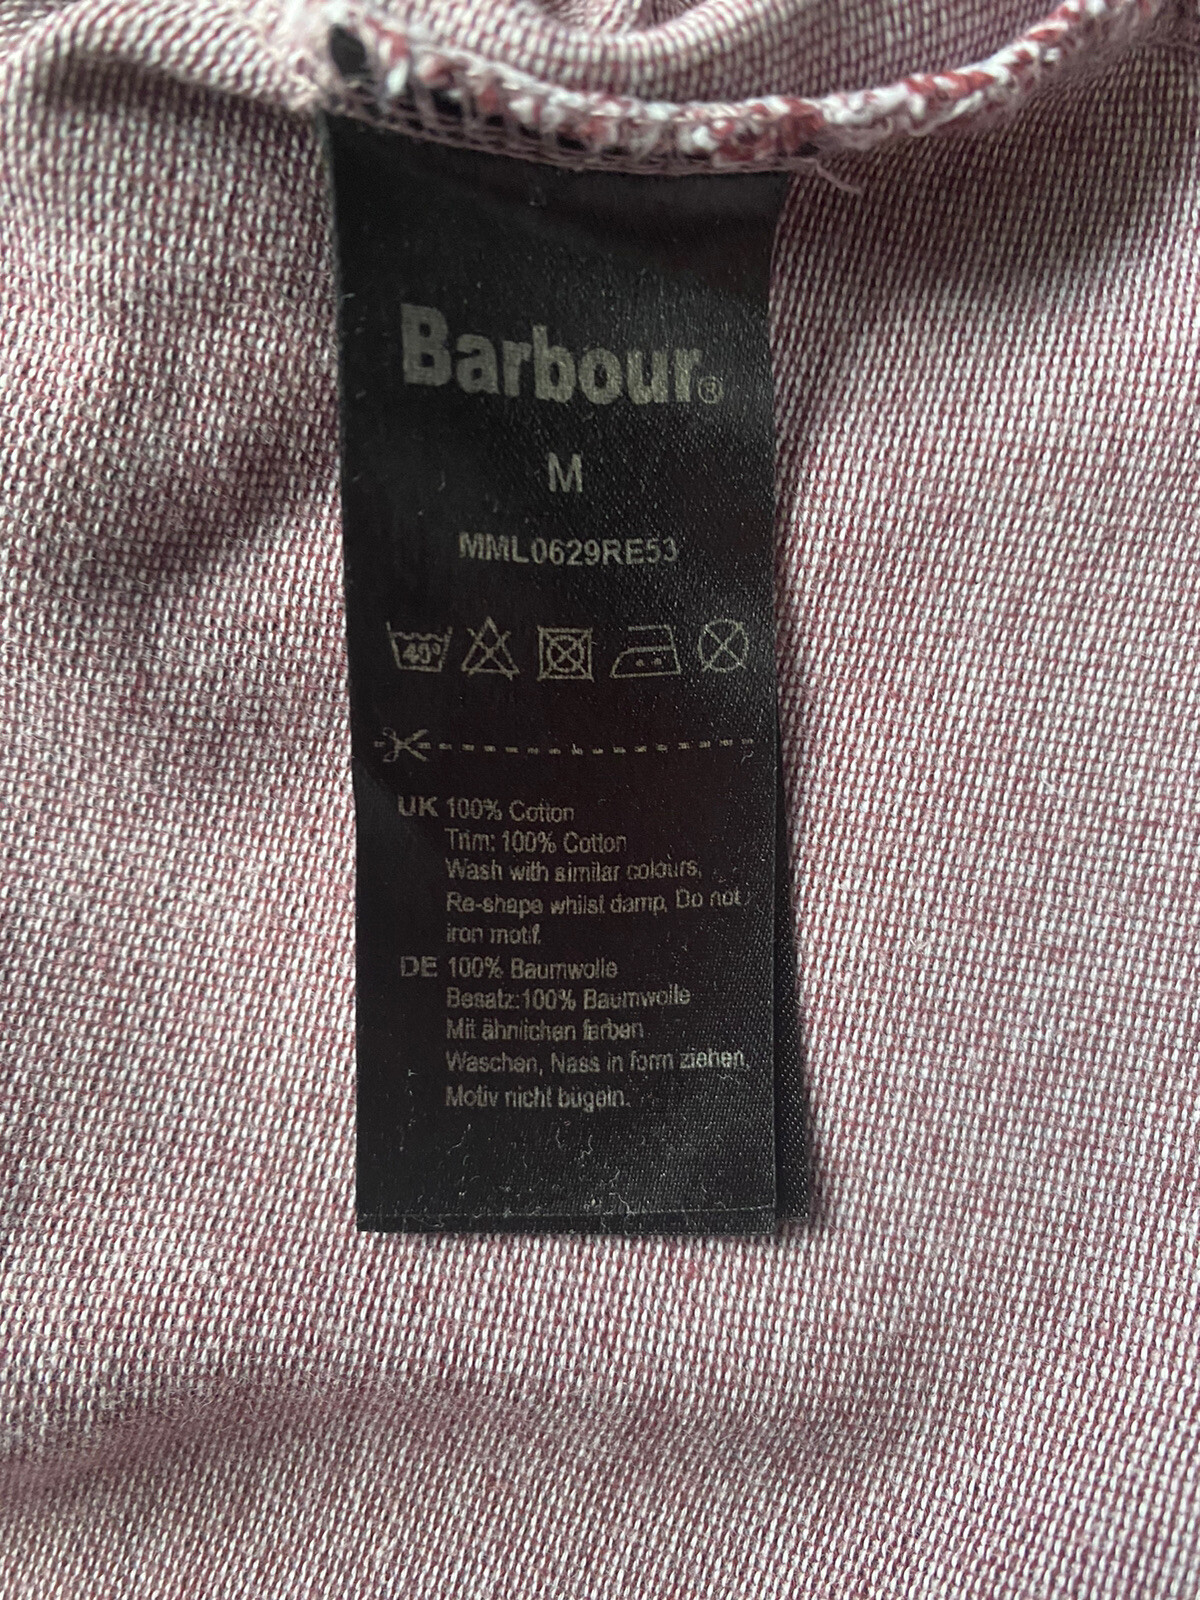 Barbour®
M
MML0629RE53
40°
UK 100% Cotton
Trim: 100% Cotton
Wash with similar colours,
Re-shape whilst damp, Do not
iron motif.
DE 100% Baumwolle
Besatz:100% Baumwolle
Mit ähnlichen farben
Waschen, Nass in form ziehen,
Motiv nicht bügeln.